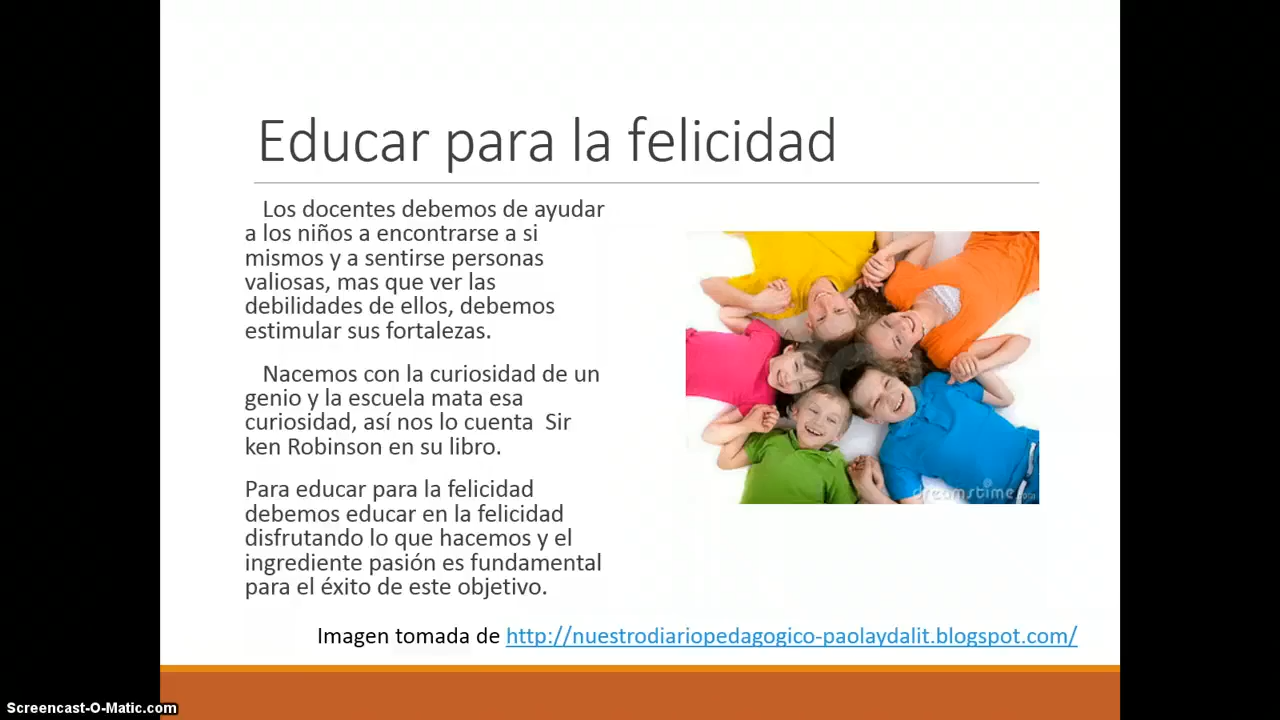 Educar para la felicidad
Los docentes debemos de ayudar
a los niños a encontrarse a si
mismos y a sentirse personas
valiosas, mas que ver las
debilidades de ellos, debemos
estimular sus fortalezas.
Nacemos con la curiosidad de un
genio y la escuela mata esa
curiosidad, así nos lo cuenta  Sir
ken Robinson en su libro.
Para educar para la felicidad
debemos educar en la felicidad
disfrutando lo que hacemos y el
ingrediente pasión es fundamental
para el éxito de este objetivo.
dreamstime.com
Imagen tomada de http://nuestrodiariopedagogico-paolaydalit.blogspot.com/
Screencast-O-Matic.com